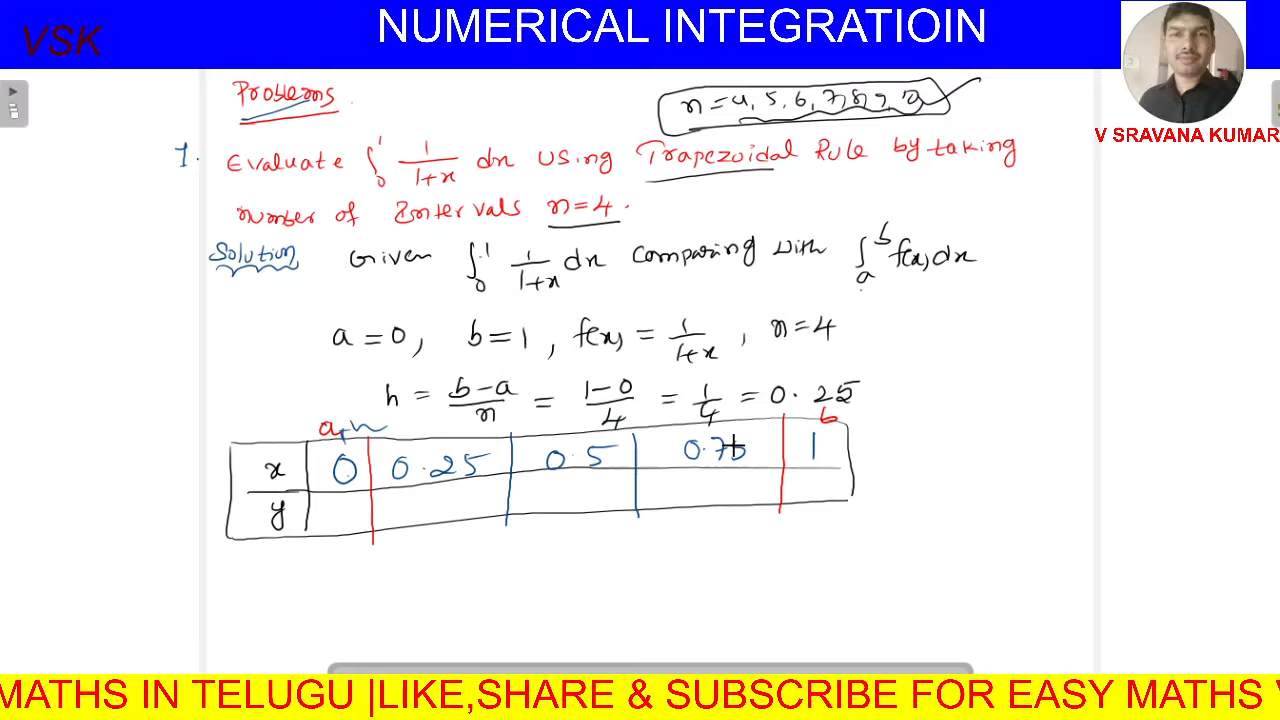 VSK
NUMERICAL INTEGRATIOIN
V SRAVANA KUMAR
Problems
n = 4, 5, 6, 7, 8, 9, 10
1. Evaluate ∫₀¹ 1/(1+x) dx using Trapezoidal Rule by taking
number of Intervals n=4.
Solution Given ∫₀¹ 1/(1+x) dx comparing with ∫ₐᵇ f(x) dx
a = 0, b = 1, f(x) = 1/(1+x), n = 4
h = (b-a)/n = (1-0)/4 = 1/4 = 0.25
a+h b
x 0 0.25 0.5 0.75 1
y
MATHS IN TELUGU |LIKE,SHARE & SUBSCRIBE FOR EASY MATHS